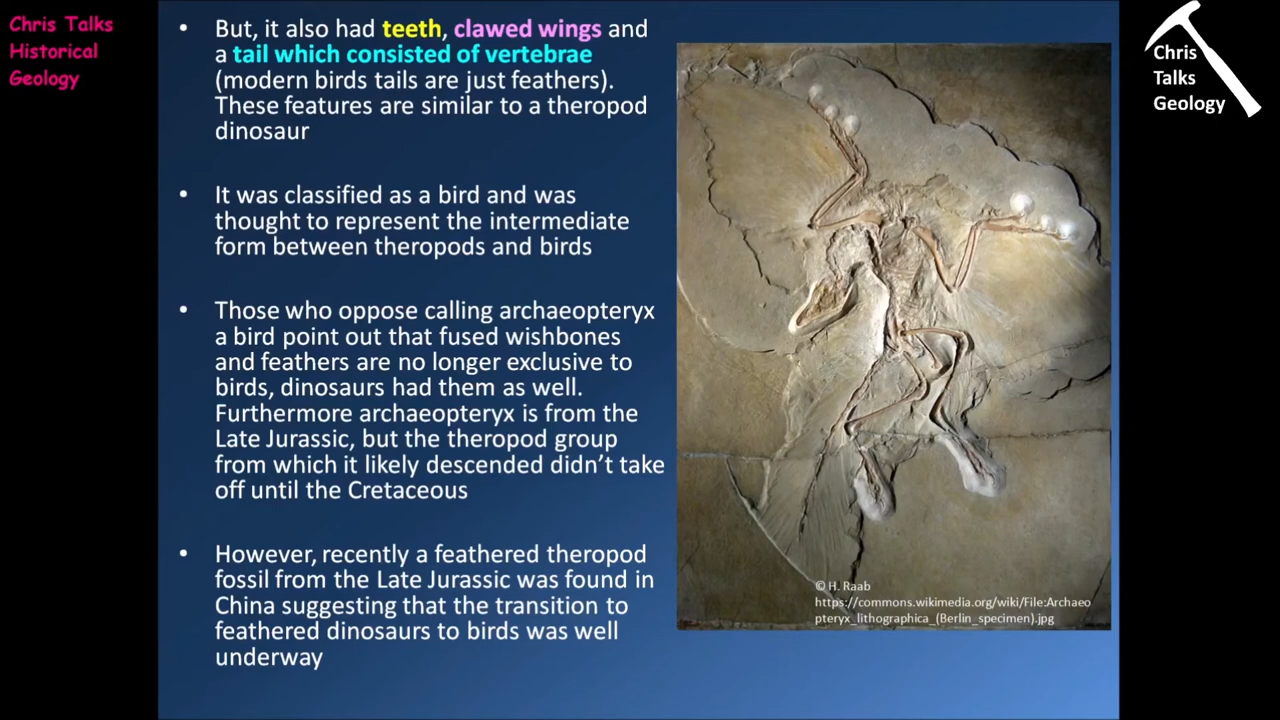 Chris Talks
Historical
Geology
• But, it also had teeth, clawed wings and
a tail which consisted of vertebrae
(modern birds tails are just feathers).
These features are similar to a theropod
dinosaur
• It was classified as a bird and was
thought to represent the intermediate
form between theropods and birds
• Those who oppose calling archaeopteryx
a bird point out that fused wishbones
and feathers are no longer exclusive to
birds, dinosaurs had them as well.
Furthermore archaeopteryx is from the
Late Jurassic, but the theropod group
from which it likely descended didn’t take
off until the Cretaceous
• However, recently a feathered theropod
fossil from the Late Jurassic was found in
China suggesting that the transition to
feathered dinosaurs to birds was well
underway
© H. Raab
https://commons.wikimedia.org/wiki/File:Archaeo
pteryx_lithographica_(Berlin_specimen).jpg
Chris
Talks
Geology